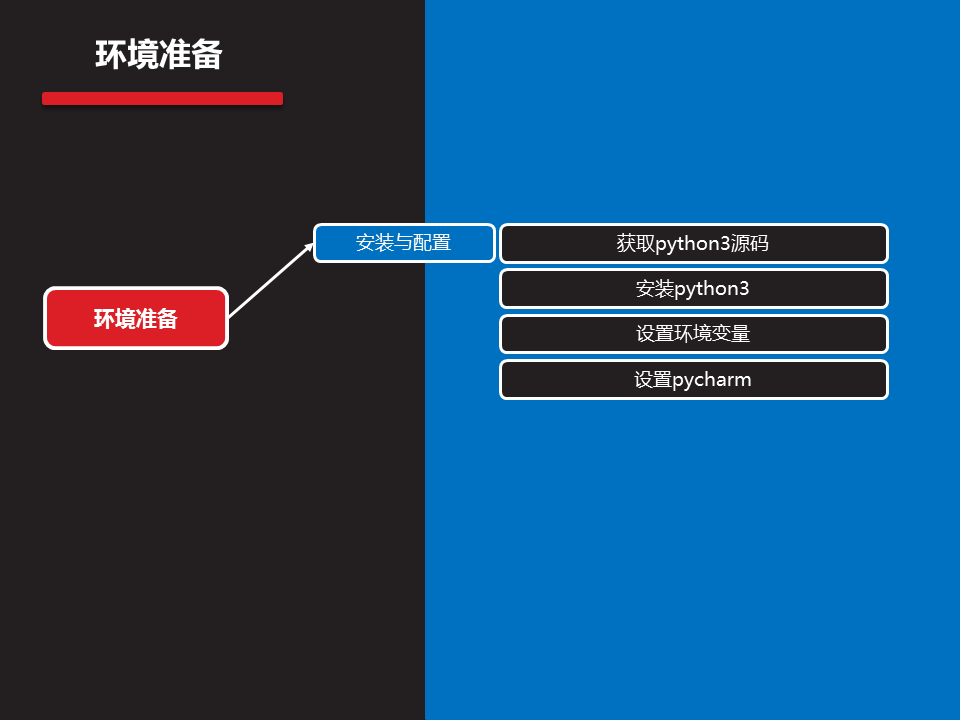 环境准备
环境准备
安装与配置
获取python3源码
安装python3
设置环境变量
设置pycharm